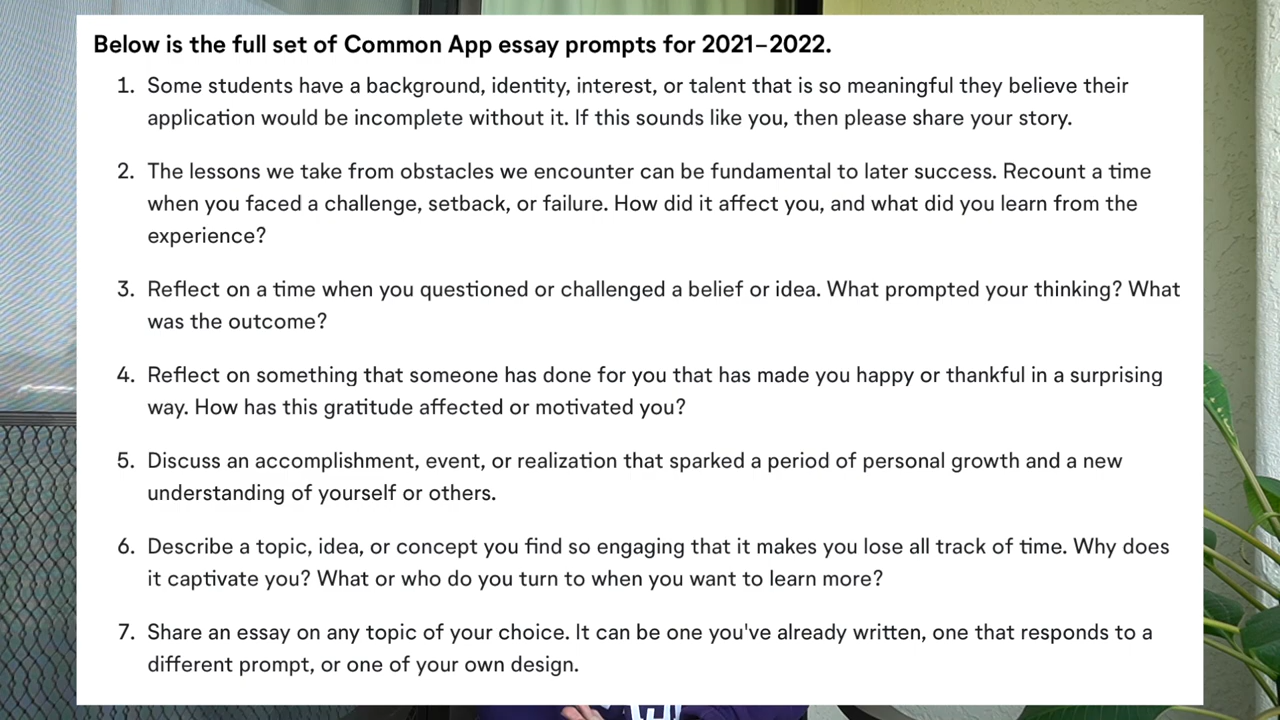 Below is the full set of Common App essay prompts for 2021–2022.
1. Some students have a background, identity, interest, or talent that is so meaningful they believe their
application would be incomplete without it. If this sounds like you, then please share your story.
2. The lessons we take from obstacles we encounter can be fundamental to later success. Recount a time
when you faced a challenge, setback, or failure. How did it affect you, and what did you learn from the
experience?
3. Reflect on a time when you questioned or challenged a belief or idea. What prompted your thinking? What
was the outcome?
4. Reflect on something that someone has done for you that has made you happy or thankful in a surprising
way. How has this gratitude affected or motivated you?
5. Discuss an accomplishment, event, or realization that sparked a period of personal growth and a new
understanding of yourself or others.
6. Describe a topic, idea, or concept you find so engaging that it makes you lose all track of time. Why does
it captivate you? What or who do you turn to when you want to learn more?
7. Share an essay on any topic of your choice. It can be one you've already written, one that responds to a
different prompt, or one of your own design.